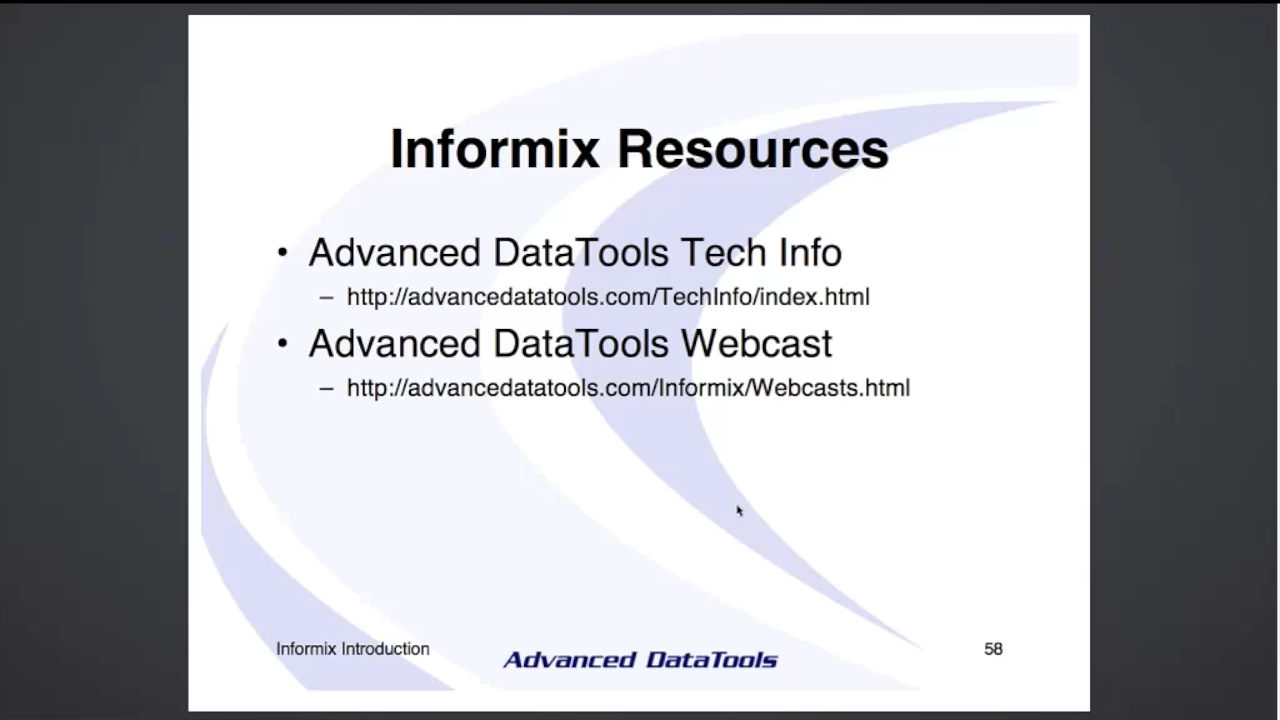 Informix Resources
• Advanced DataTools Tech Info
– http://advancedatatools.com/TechInfo/index.html
• Advanced DataTools Webcast
– http://advancedatatools.com/Informix/Webcasts.html
Informix Introduction
Advanced DataTools
58